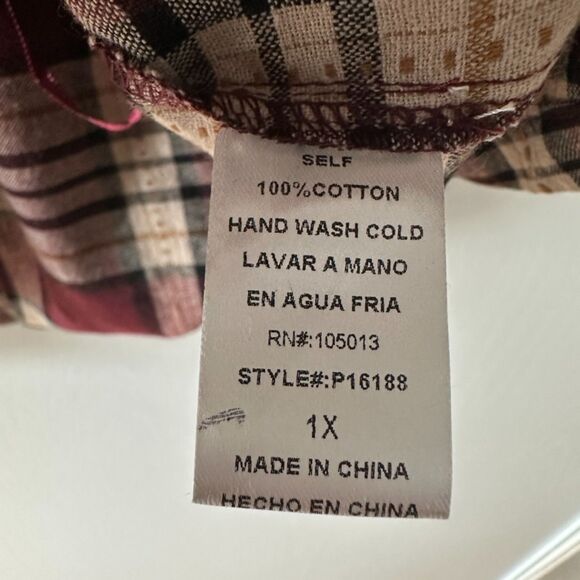 SELF
100%COTTON
HAND WASH COLD
LAVAR A MANO
EN AGUA FRIA
RN#:105013
STYLE#:P16188
1X
MADE IN CHINA
HECHO EN CHINA